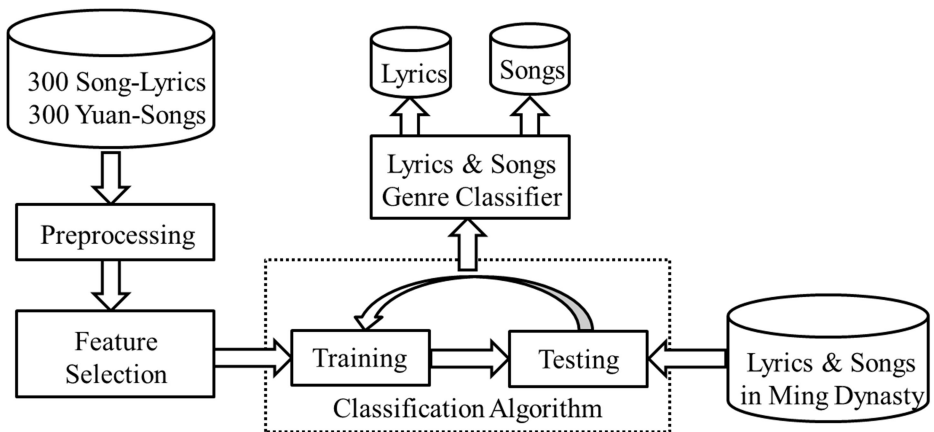 300 Song-Lyrics
300 Yuan-Songs
Preprocessing
Feature
Selection
Lyrics
Songs
Lyrics & Songs
Genre Classifier
Training
Testing
Classification Algorithm
Lyrics & Songs
in Ming Dynasty